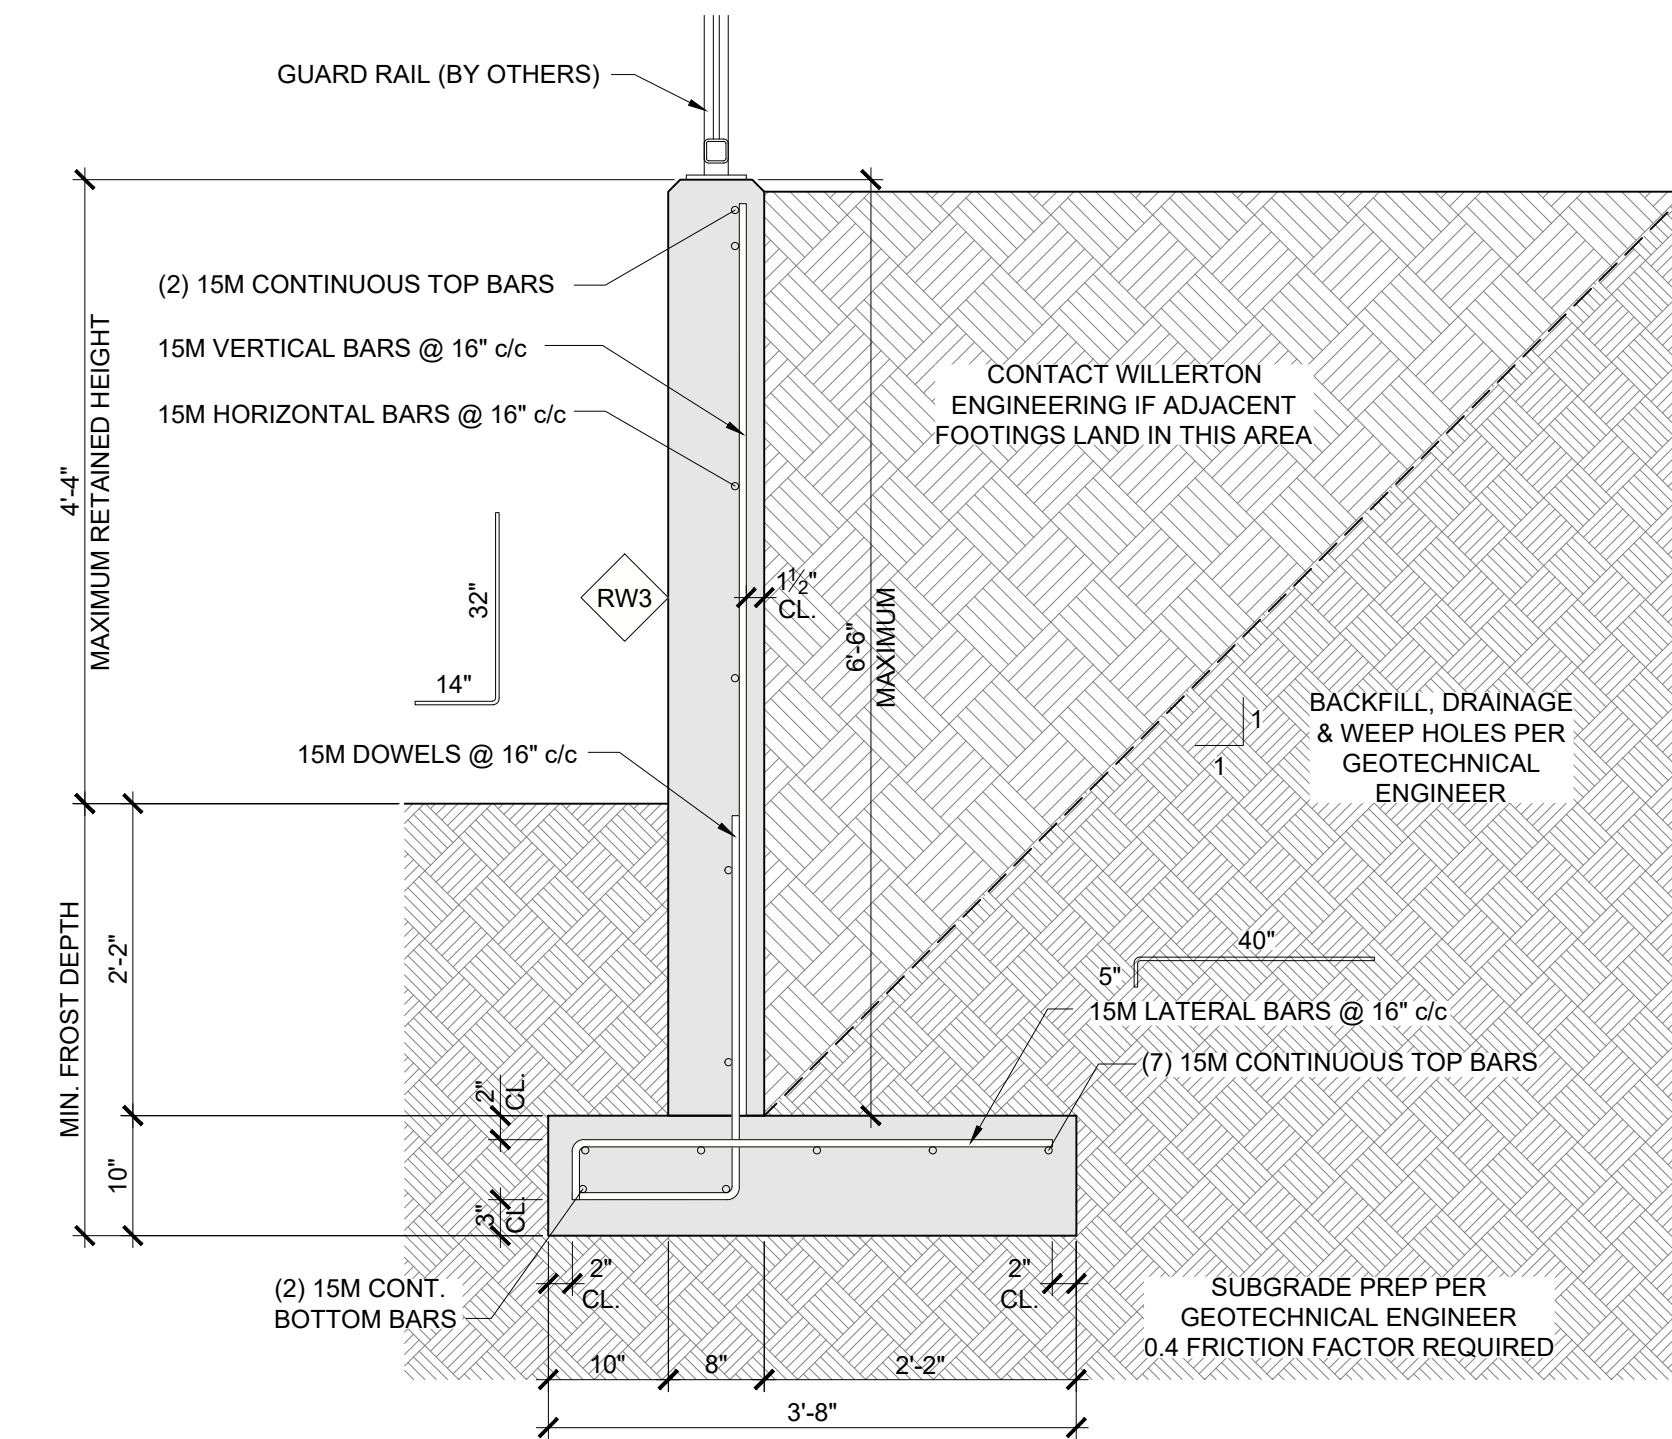 GUARD RAIL (BY OTHERS)
(2) 15M CONTINUOUS TOP BARS
15M VERTICAL BARS @ 16" c/c
15M HORIZONTAL BARS @ 16" c/c
4'-4"
MAXIMUM RETAINED HEIGHT
CONTACT WILLERTON
ENGINEERING IF ADJACENT
FOOTINGS LAND IN THIS AREA
32"
14"
RW3
1½"
CL.
6'-6"
MAXIMUM
15M DOWELS @ 16" c/c
1
1
BACKFILL, DRAINAGE
& WEEP HOLES PER
GEOTECHNICAL
ENGINEER
MIN. FROST DEPTH
2'-2"
10"
40"
5"
15M LATERAL BARS @ 16" c/c
(7) 15M CONTINUOUS TOP BARS
2"
CL.
3"
CL.
(2) 15M CONT.
BOTTOM BARS
2"
CL.
2"
CL.
SUBGRADE PREP PER
GEOTECHNICAL ENGINEER
0.4 FRICTION FACTOR REQUIRED
10"
8"
2'-2"
3'-8"